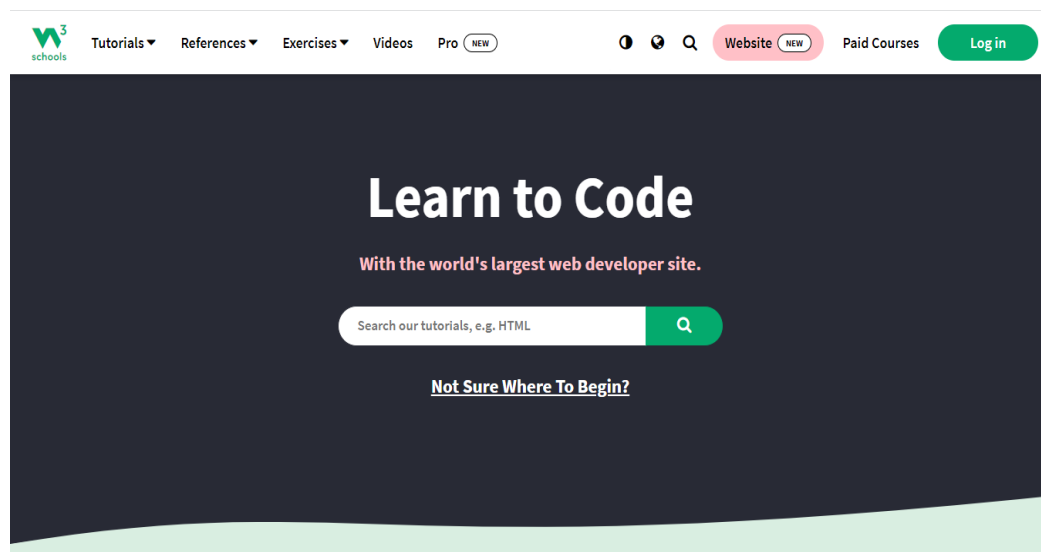 3
schools
Tutorials References Exercises Videos Pro NEW Website NEW Paid Courses Log in
Learn to Code
With the world's largest web developer site.
Search our tutorials, e.g. HTML
Not Sure Where To Begin?